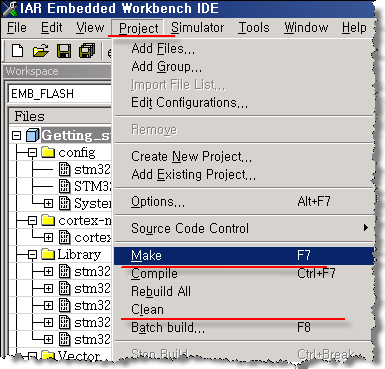 IAR Embedded Workbench IDE
File Edit View Project Simulator Tools Window Help
Add Files...
Add Group...
Import File List...
Edit Configurations...
Remove
Create New Project...
Add Existing Project...
Options... Alt+F7
Source Code Control
Make F7
Compile Ctrl+F7
Rebuild All
Clean
Batch build... F8
Stop Build Ctrl+Break
Workspace
EMB_FLASH
Files
Getting_s
config
stm32
STM32
System
cortex-m
cortex
Library
stm32
stm32
stm32
stm32
Vector